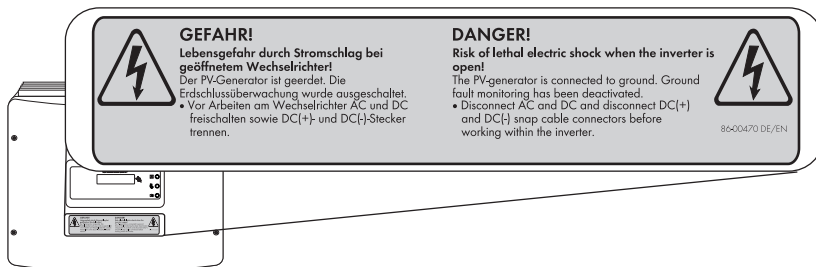 GEFAHR!
Lebensgefahr durch Stromschlag bei
geöffnetem Wechselrichter!
Der PV-Generator ist geerdet. Die
Erdschlussüberwachung wurde ausgeschaltet.
• Vor Arbeiten am Wechselrichter AC und DC
freischalten sowie DC(+)- und DC(-)-Stecker
trennen.
DANGER!
Risk of lethal electric shock when the inverter is
open!
The PV-generator is connected to ground. Ground
fault monitoring has been deactivated.
• Disconnect AC and DC and disconnect DC(+)
and DC(-) snap cable connectors before
working within the inverter.
86-00470 DE/EN